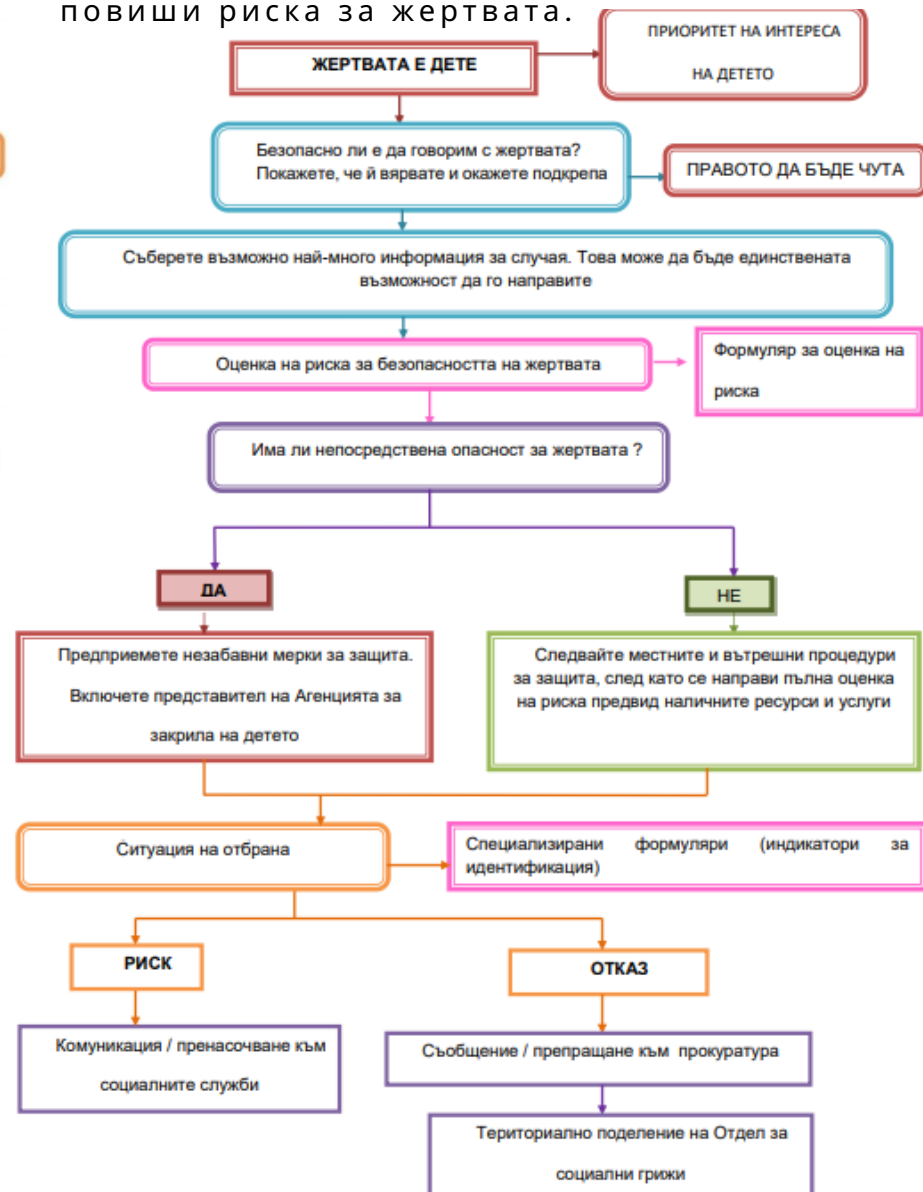 повиши риска за жертвата.
ПРИОРИТЕТ НА ИНТЕРЕСА
НА ДЕТЕТО
ЖЕРТВАТА Е ДЕТЕ
Безопасно ли е да говорим с жертвата?
Покажете, че ѝ вярвате и окажете подкрепа
ПРАВОТО ДА БЪДЕ ЧУТА
Съберете възможно най-много информация за случая. Това може да бъде единствената
възможност да го направите
Оценка на риска за безопасността на жертвата
Формуляр за оценка на
риска
Има ли непосредствена опасност за жертвата ?
ДА
НЕ
Предприемете незабавни мерки за защита.
Включете представител на Агенцията за
закрила на детето
Следвайте местните и вътрешни процедури
за защита, след като се направи пълна оценка
на риска предвид наличните ресурси и услуги
Ситуация на отбрана
Специализирани формуляри (индикатори за
идентификация)
РИСК
ОТКАЗ
Комуникация / пренасочване към
социалните служби
Съобщение / препращане към прокуратура
Териториално поделение на Отдел за
социални грижи